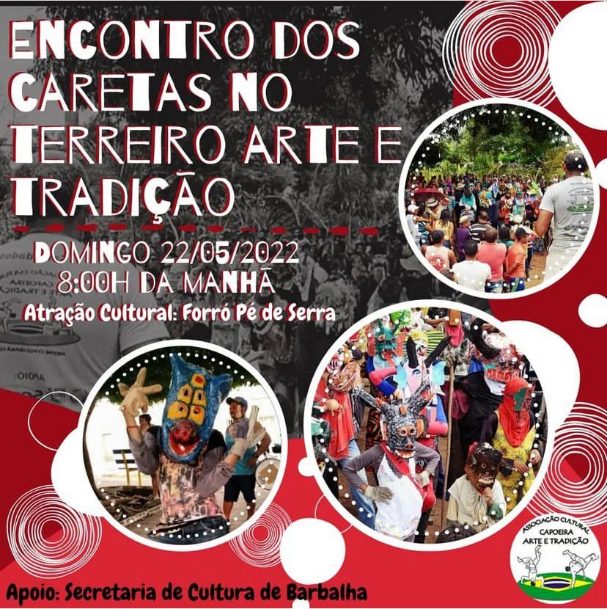 ENCONTRO DOS
CARETAS NO
TERREIRO ARTE E
TRADIÇÃO
DOMINGO 22/05/2022
8:00H DA MANHÃ
Atração Cultural: Forró Pé de Serra
ASSOCIAÇÃO CULTURAL
CAPOEIRA
ARTE E TRADIÇÃO
Apoio: Secretaria de Cultura de Barbalha